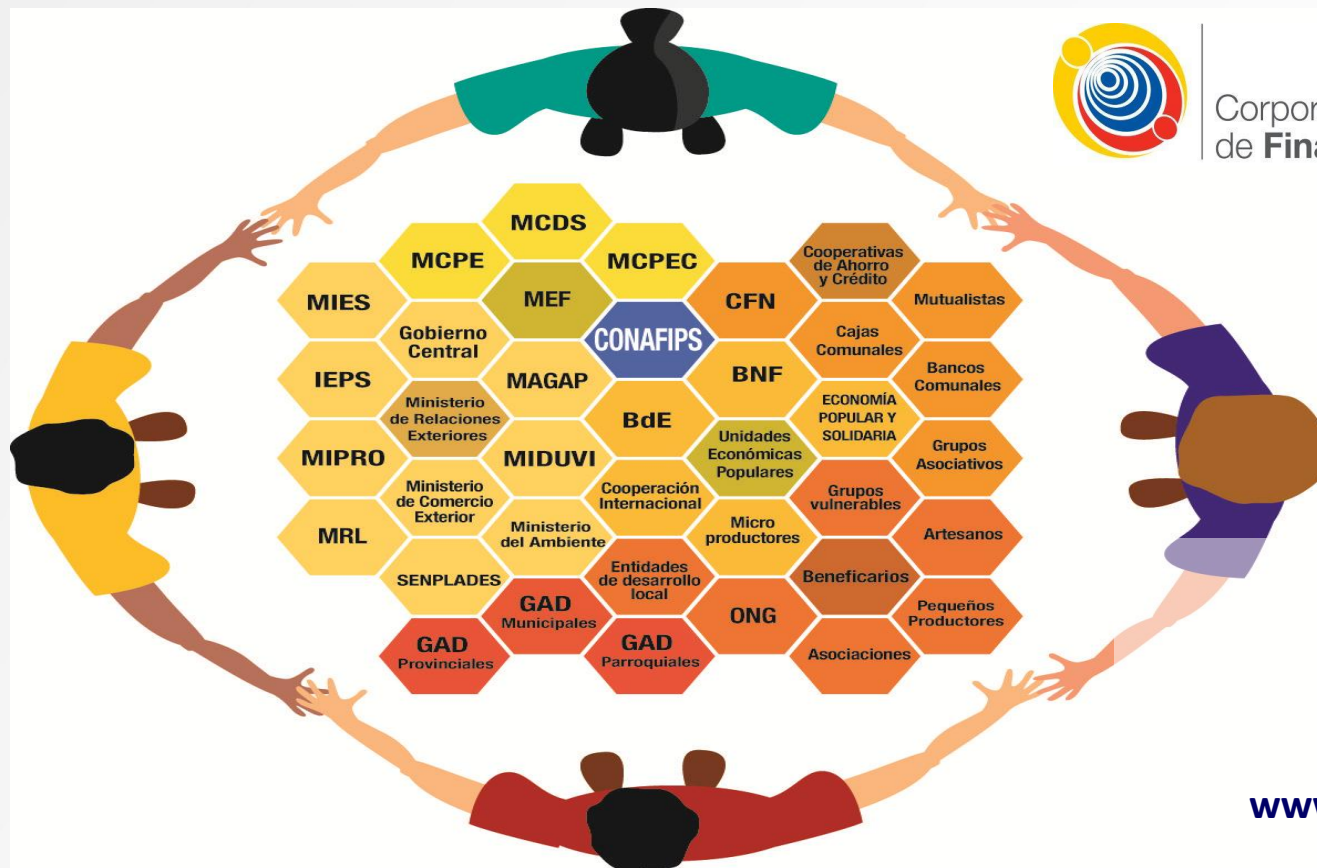 Corpor
de Fina
MCDS
MCPE
MCPEC
Cooperativas
de Ahorro
y Crédito
MIES
MEF
CFN
Mutualistas
Gobierno
Central
CONAFIPS
Cajas
Comunales
IEPS
MAGAP
BNF
Bancos
Comunales
Ministerio
de Relaciones
Exteriores
BdE
ECONOMÍA
POPULAR Y
SOLIDARIA
MIPRO
MIDUVI
Unidades
Económicas
Populares
Grupos
Asociativos
Ministerio
de Comercio
Exterior
Cooperación
Internacional
Grupos
vulnerables
MRL
Ministerio
del Ambiente
Micro
productores
Artesanos
SENPLADES
Entidades
de desarrollo
local
Beneficarios
GAD
Municipales
ONG
Pequeños
Productores
GAD
Provinciales
GAD
Parroquiales
Asociaciones
www